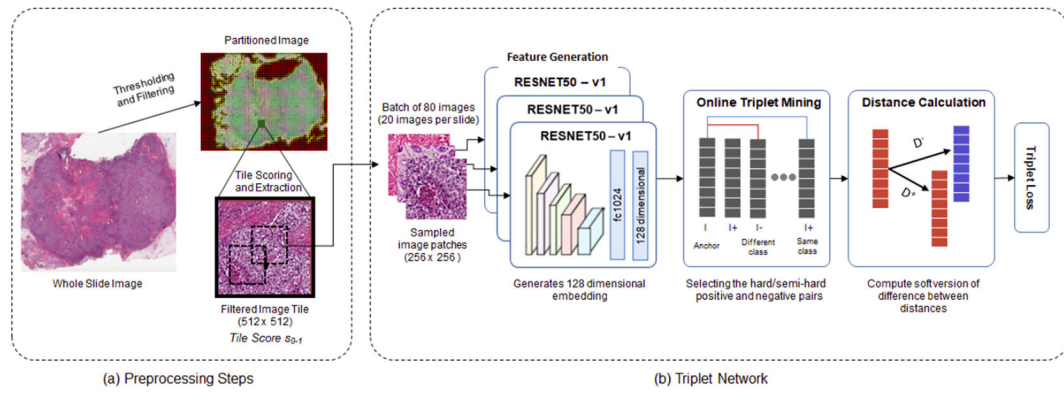 Partitioned Image
Thresholding
and Filtering
Tile Scoring
and Extraction
Whole Slide Image
Filtered Image Tile
(512 x 512)
Tile Score s0-1
(a) Preprocessing Steps
Batch of 80 images
(20 images per slide)
Sampled
image patches
(256 x 256)
Feature Generation
RESNET50 – v1
RESNET50 – v1
RESNET50 – v1
fc1024
128 dimensional
Generates 128 dimensional
embedding
Online Triplet Mining
I I+ I- I+
Anchor
Different
class
Same
class
Selecting the hard/semi-hard
positive and negative pairs
Distance Calculation
D-
D+
Compute soft version of
difference between
distances
Triplet Loss
(b) Triplet Network